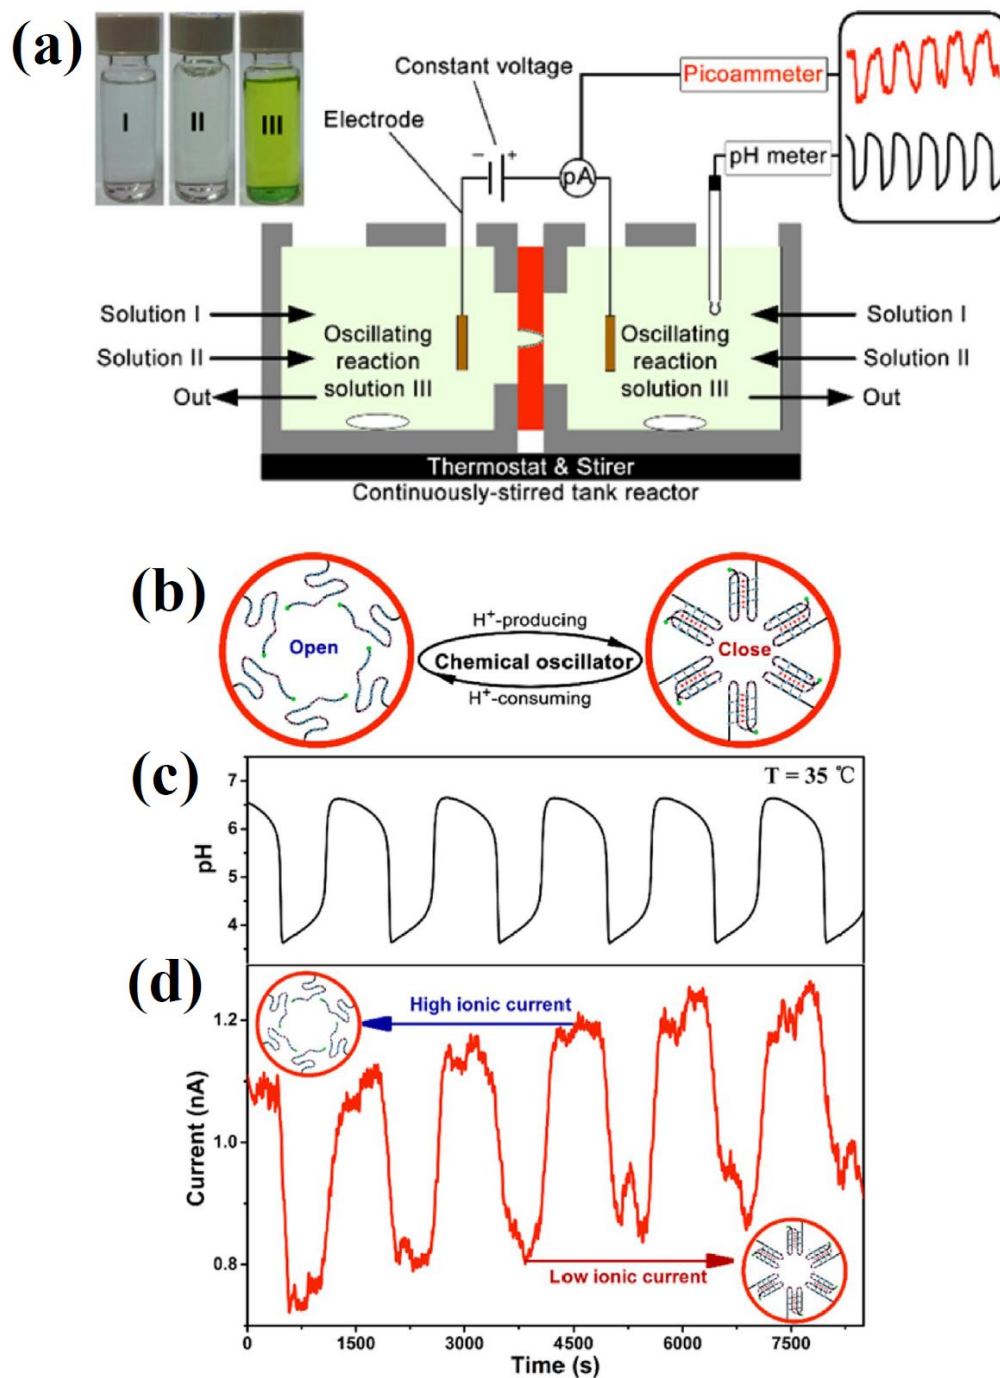 (a)
I
II
III
Constant voltage
Electrode
− +
pA
Picoammeter
pH meter
Solution I
Solution II
Out
Oscillating
reaction
solution III
Oscillating
reaction
solution III
Solution I
Solution II
Out
Thermostat & Stirer
Continuously-stirred tank reactor
(b)
Open
H⁺-producing
Chemical oscillator
H⁺-consuming
Close
(c)
T = 35 ℃
pH
7
6
5
4
(d)
High ionic current
Low ionic current
Current (nA)
1.2
1.0
0.8
0 1500 3000 4500 6000 7500
Time (s)